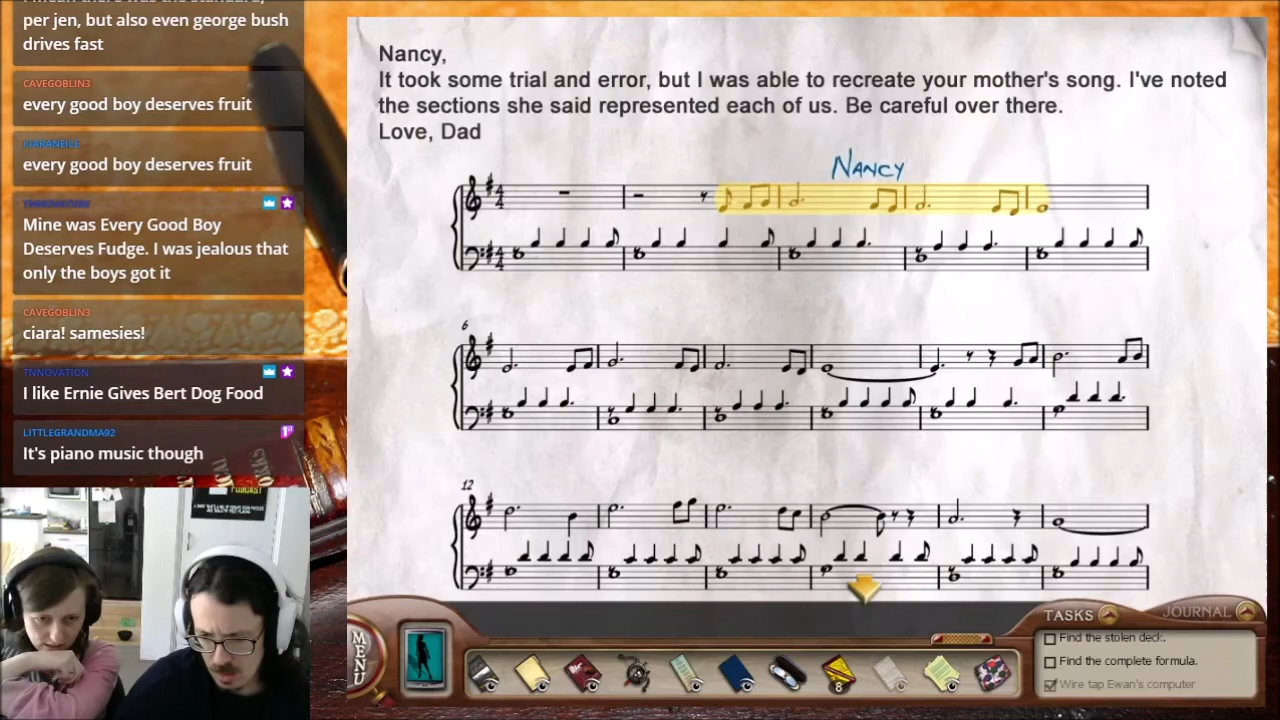 per jen, but also even george bush
drives fast
CAVEGOBLIN3
every good boy deserves fruit
every good boy deserves fruit
Mine was Every Good Boy
Deserves Fudge. I was jealous that
only the boys got it
CAVEGOBLIN3
ciara! samesies!
TNNOVATION
I like Ernie Gives Bert Dog Food
LITTLEGRANDMA92
It's piano music though
Nancy,
It took some trial and error, but I was able to recreate your mother's song. I've noted
the sections she said represented each of us. Be careful over there.
Love, Dad
NANCY
6
12
MENU
8
TASKS
JOURNAL
Find the stolen deck.
Find the complete formula.
Wire tap Ewan's computer